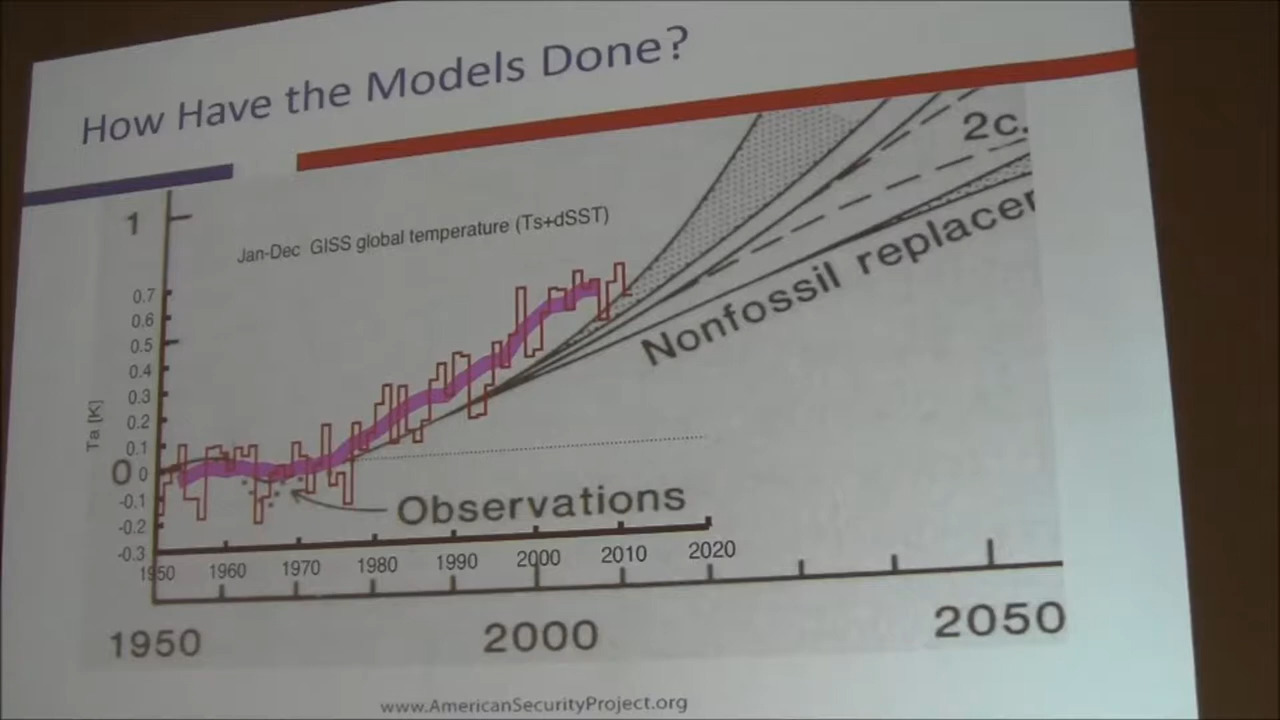 How Have the Models Done?
2c.
1
Jan-Dec GISS global temperature (Ts+dSST)
Nonfossil
0.7
0.6
0.5
0.4
0.3
0.2
0.1
0 0
-0.1
-0.2
-0.3
Ta [K]
Observations
1950 1960 1970 1980 1990 2000 2010 2020
1950 2000 2050
www.AmericanSecurityProject.org